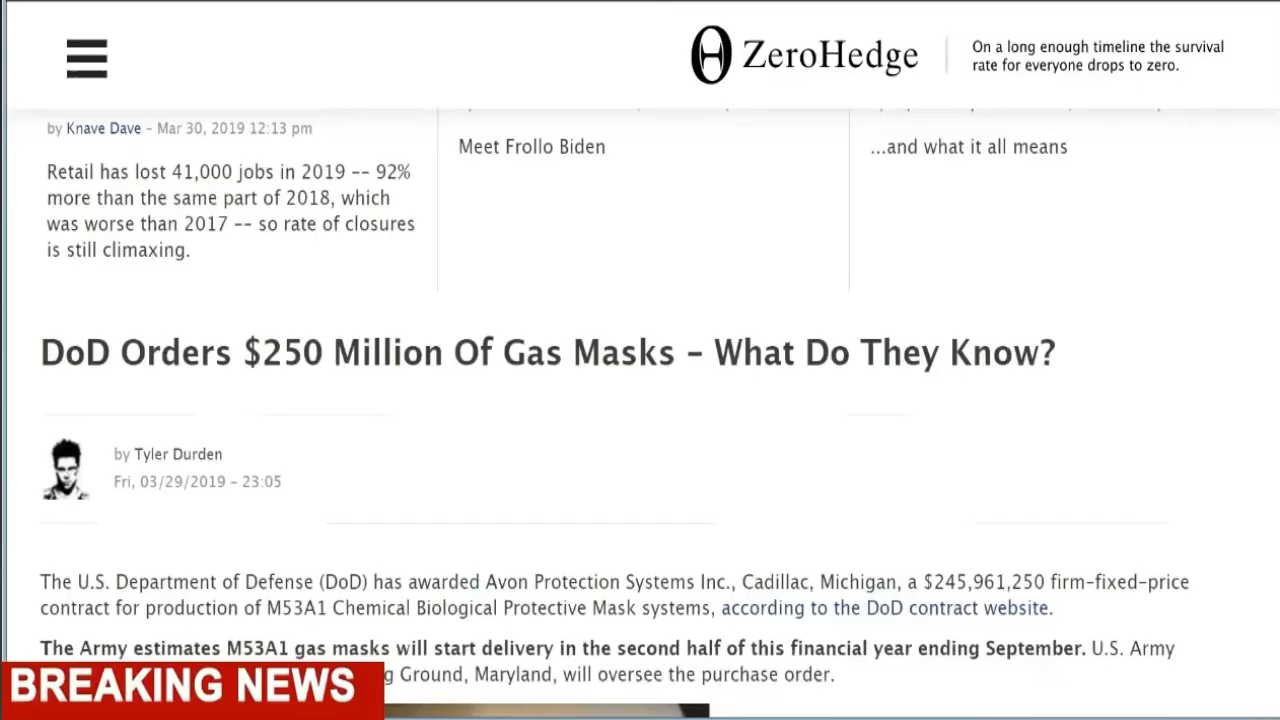 ZeroHedge
On a long enough timeline the survival
rate for everyone drops to zero.
by Knave Dave - Mar 30, 2019 12:13 pm
Retail has lost 41,000 jobs in 2019 -- 92%
more than the same part of 2018, which
was worse than 2017 -- so rate of closures
is still climaxing.
Meet Frollo Biden
...and what it all means
DoD Orders $250 Million Of Gas Masks – What Do They Know?
by Tyler Durden
Fri, 03/29/2019 - 23:05
The U.S. Department of Defense (DoD) has awarded Avon Protection Systems Inc., Cadillac, Michigan, a $245,961,250 firm-fixed-price
contract for production of M53A1 Chemical Biological Protective Mask systems, according to the DoD contract website.
The Army estimates M53A1 gas masks will start delivery in the second half of this financial year ending September. U.S. Army
g Ground, Maryland, will oversee the purchase order.
BREAKING NEWS